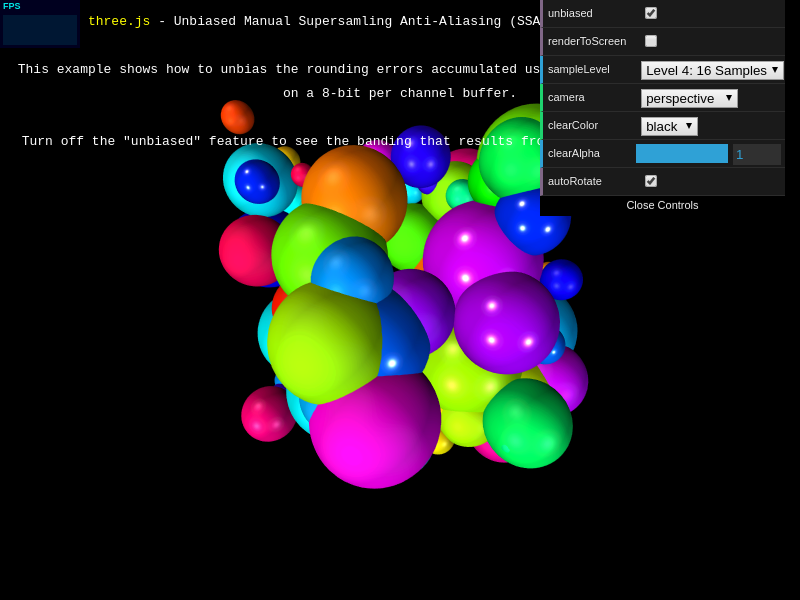 FPS
three.js - Unbiased Manual Supersamling Anti-Aliasing (SSA
This example shows how to unbias the rounding errors accumulated us
on a 8-bit per channel buffer.
Turn off the "unbiased" feature to see the banding that results fro
unbiased
renderToScreen
sampleLevel Level 4: 16 Samples
camera perspective
clearColor black
clearAlpha 1
autoRotate
Close Controls